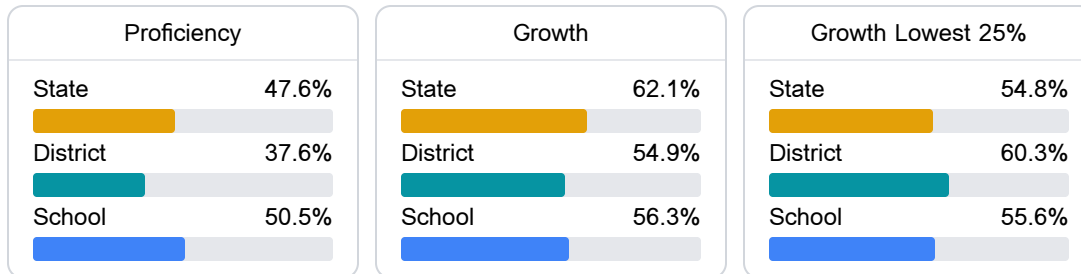 Proficiency
State 47.6%
District 37.6%
School 50.5%
Growth
State 62.1%
District 54.9%
School 56.3%
Growth Lowest 25%
State 54.8%
District 60.3%
School 55.6%